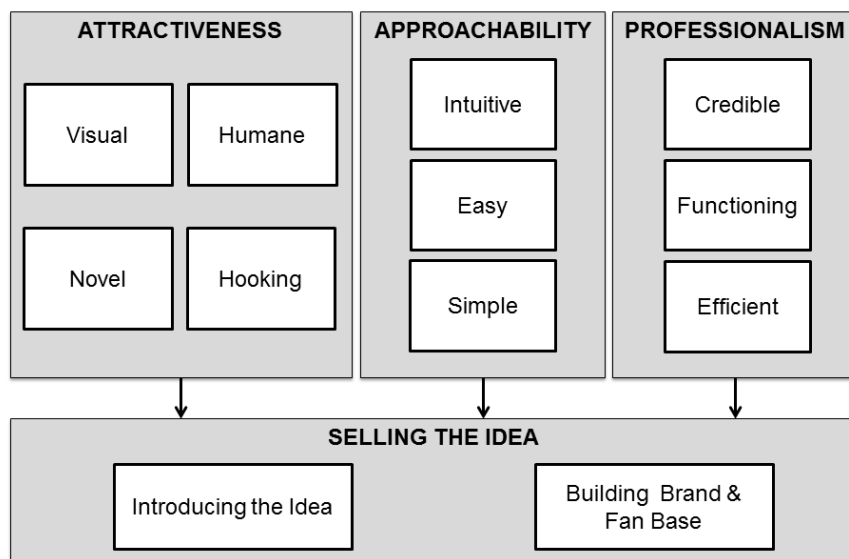 ATTRACTIVENESS
Visual
Humane
Novel
Hooking
APPROACHABILITY
Intuitive
Easy
Simple
PROFESSIONALISM
Credible
Functioning
Efficient
SELLING THE IDEA
Introducing the Idea
Building Brand &
Fan Base